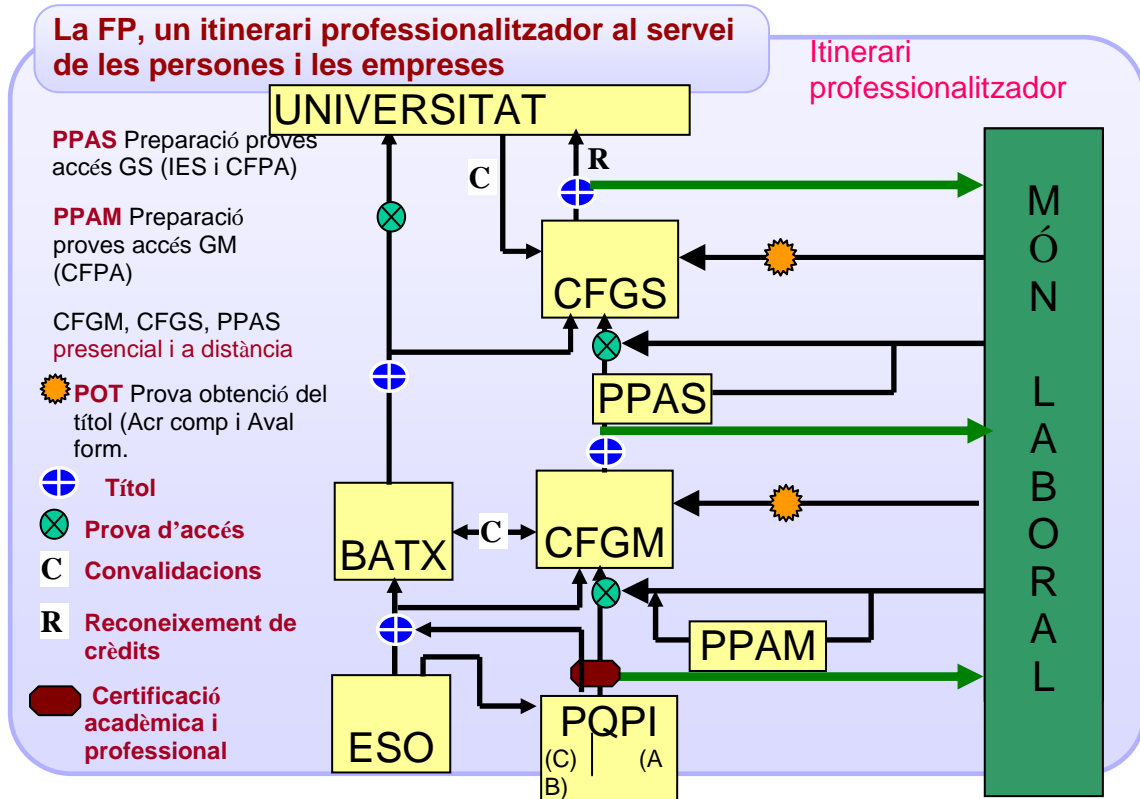 La FP, un itinerari professionalitzador al servei
de les persones i les empreses
Itinerari
professionalitzador
UNIVERSITAT
PPAS Preparació proves
accés GS (IES i CFPA)
C
R
PPAM Preparació
proves accés GM
(CFPA)
CFGS
CFGM, CFGS, PPAS
presencial i a distància
PPAS
POT Prova obtenció del
títol (Acr comp i Aval
form.
Títol
Prova d'accés
BATX
C
CFGM
C Convalidacions
R Reconeixement de
crèdits
PPAM
Certificació
acadèmica i
professional
ESO
PQPI
(C) (A
B)
MÓN LABORAL